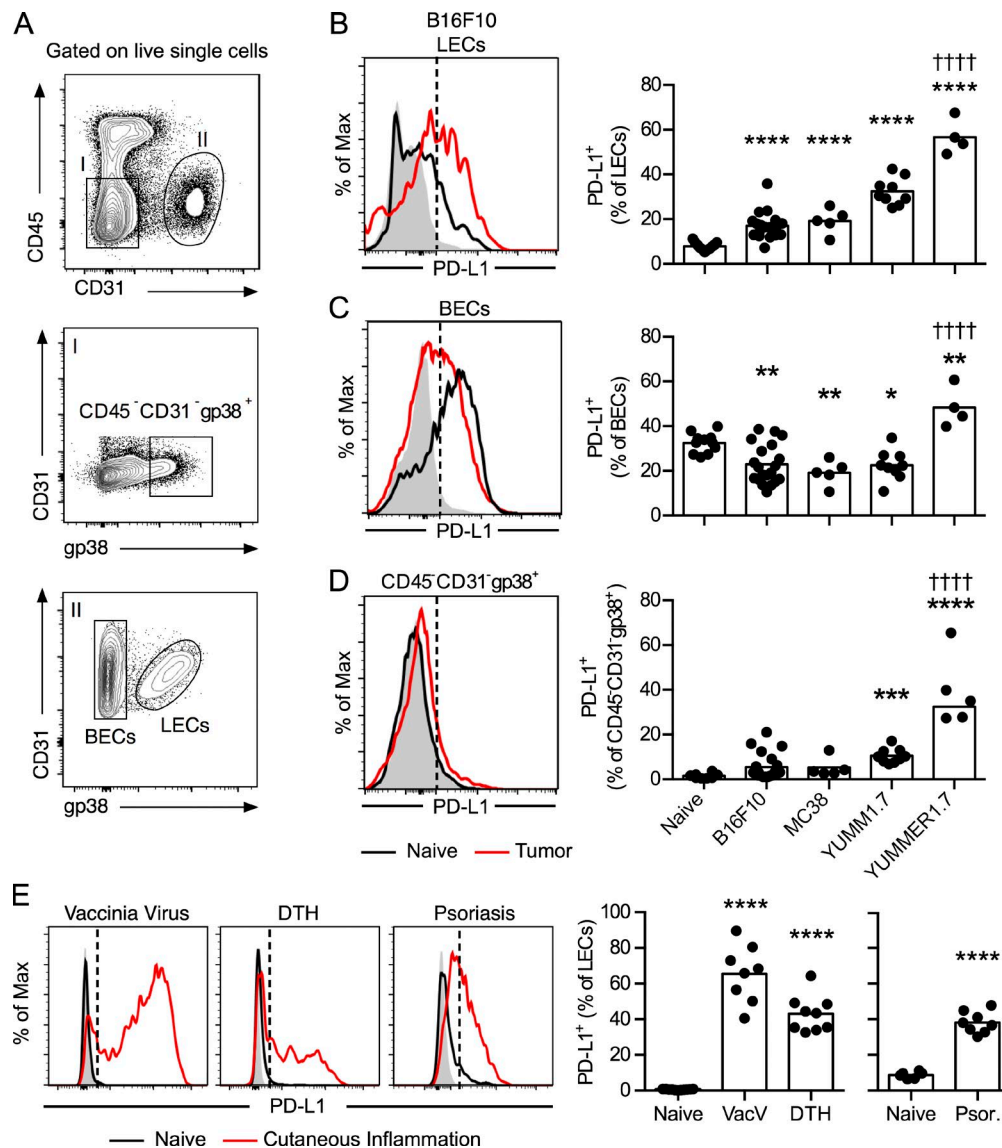 A
Gated on live single cells
II
I
CD45
CD31
I
CD45-CD31-gp38+
CD31
gp38
II
BECs
LECs
CD31
gp38
B
B16F10
LECs
% of Max
PD-L1
PD-L1+
(% of LECs)
80
60
40
20
0
****
****
****
††††
****
C
BECs
% of Max
PD-L1
PD-L1+
(% of BECs)
80
60
40
20
0
**
**
*
††††
**
D
CD45-CD31-gp38+
% of Max
PD-L1
Naive
Tumor
PD-L1+
(% of CD45-CD31-gp38+)
80
60
40
20
0
***
††††
****
Naive
B16F10
MC38
YUMM1.7
YUMMER1.7
E
Vaccinia Virus
DTH
Psoriasis
% of Max
PD-L1
Naive
Cutaneous Inflammation
PD-L1+ (% of LECs)
100
80
60
40
20
0
****
****
****
Naive
VacV
DTH
Naive
Psor.